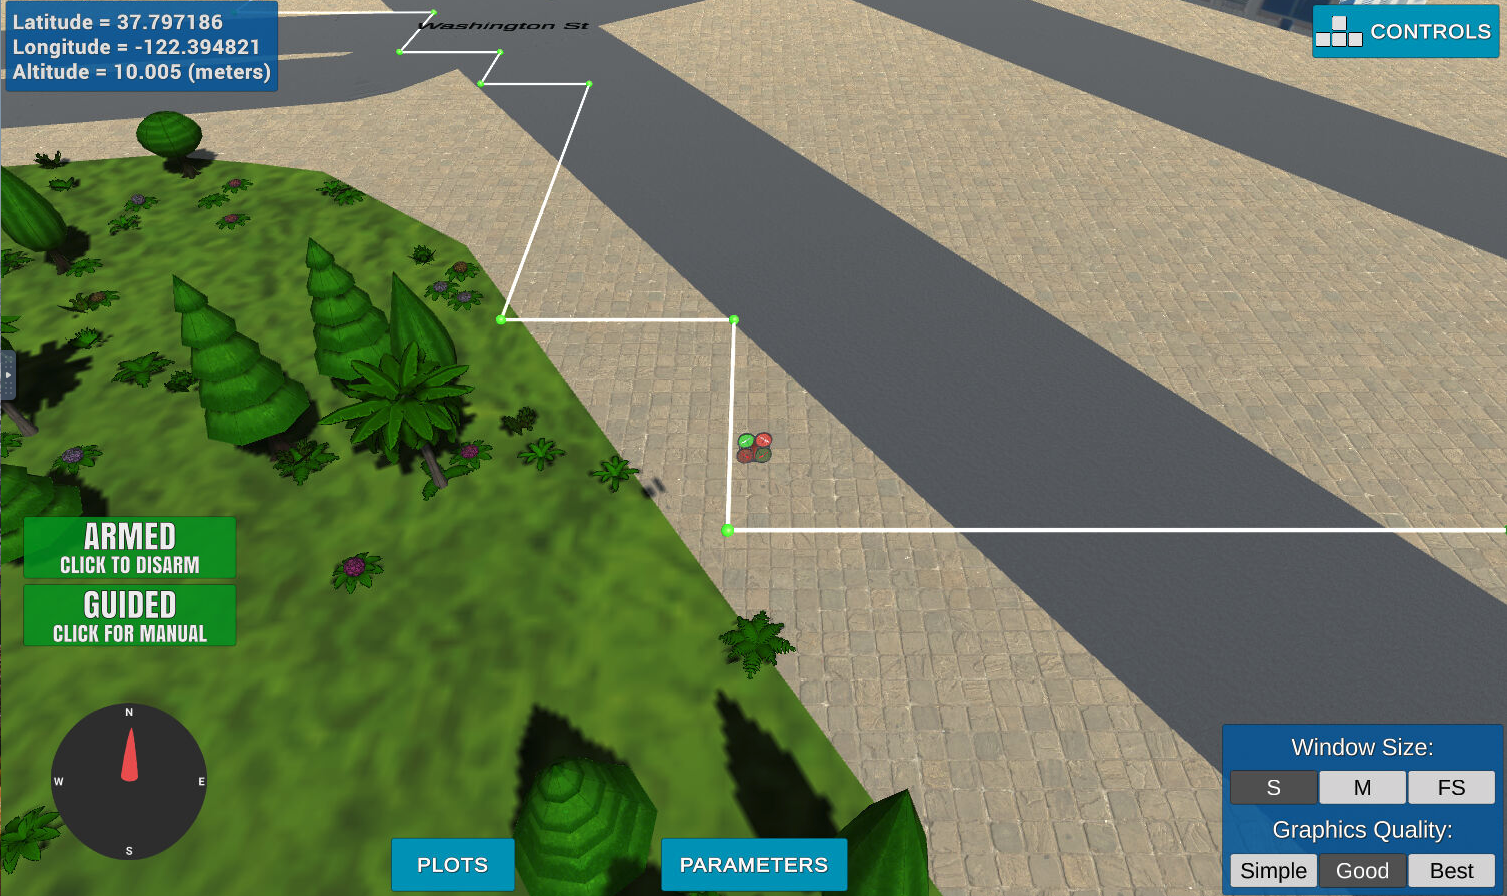 Latitude = 37.797186
Longitude = -122.394821
Altitude = 10.005 (meters)
Washington St
CONTROLS
ARMED
CLICK TO DISARM
GUIDED
CLICK FOR MANUAL
N
W
E
S
PLOTS
PARAMETERS
Window Size:
S
M
FS
Graphics Quality:
Simple
Good
Best